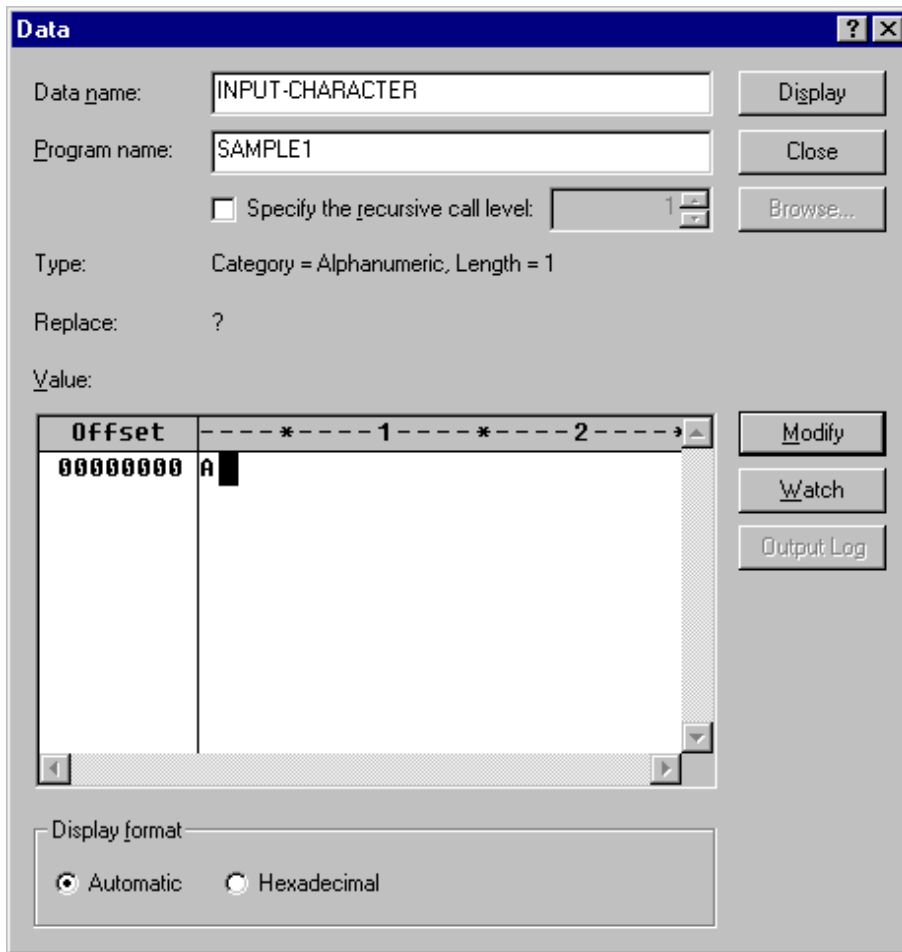 Data
Data name: INPUT-CHARACTER Display
Program name: SAMPLE1 Close
Specify the recursive call level: 1 Browse...
Type: Category = Alphanumeric, Length = 1
Replace: ?
Value:
Offset ----*----1----*----2----* Modify
00000000 A
Watch
Output Log
Display format
Automatic Hexadecimal